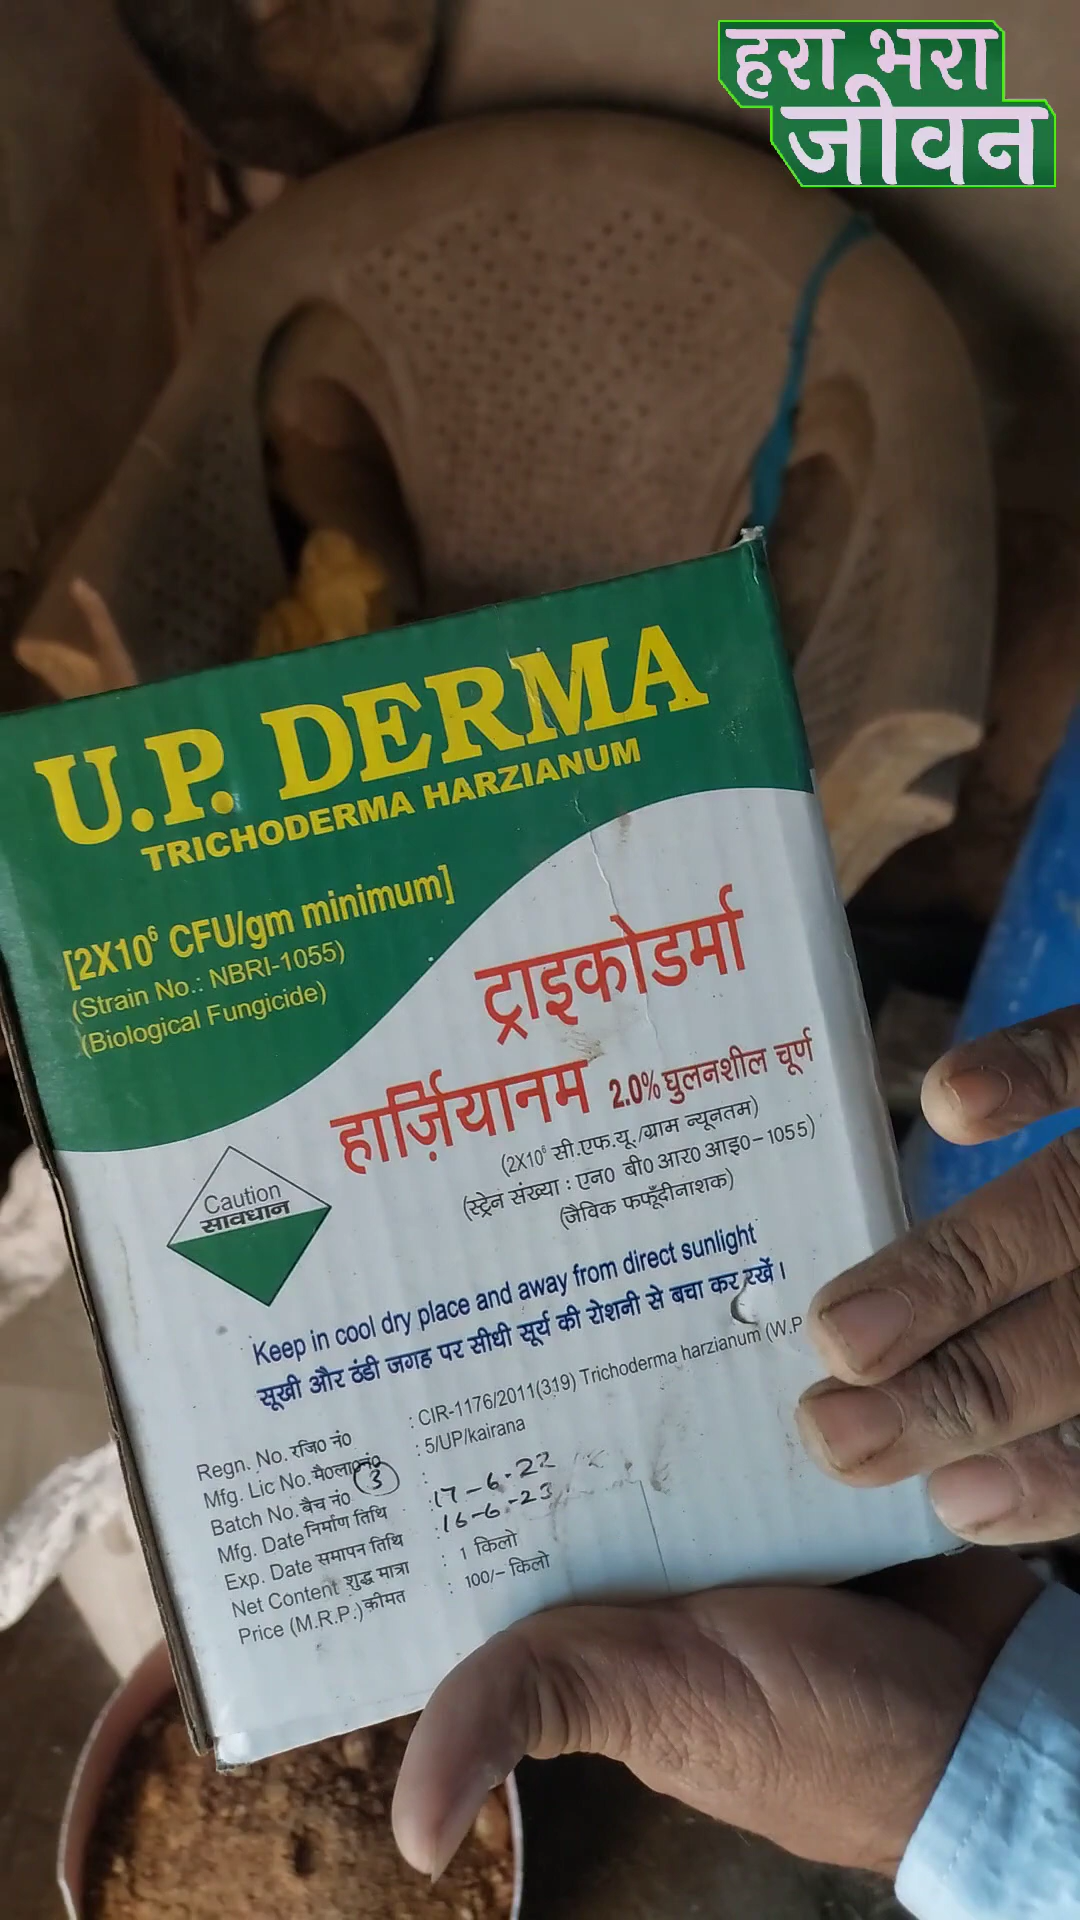 हरा भरा
जीवन
U.P. DERMA
TRICHODERMA HARZIANUM
[2X10⁶ CFU/gm minimum]
(Strain No.: NBRI-1055)
(Biological Fungicide)
ट्राइकोडर्मा
हार्ज़ियानम 2.0% घुलनशील चूर्ण
(2X10⁶ सी.एफ.यू./ग्राम न्यूनतम)
(स्ट्रेन संख्या : एन0 बी0 आर0 आइ0-1055)
(जैविक फफूँदीनाशक)
Caution
सावधान
Keep in cool dry place and away from direct sunlight
सूखी और ठंडी जगह पर सीधी सूर्य की रोशनी से बचा कर रखें।
Regn. No. रजि0 नं0 : CIR-1176/2011(319) Trichoderma harzianum (W.P
Mfg. Lic No. मै0ला0नं0 : 5/UP/kairana
Batch No. बैच नं0 3 :
Mfg. Date निर्माण तिथि : 17-6-22
Exp. Date समापन तिथि : 16-6-23
Net Content शुद्ध मात्रा : 1 किलो
Price (M.R.P.) कीमत : 100/- किलो